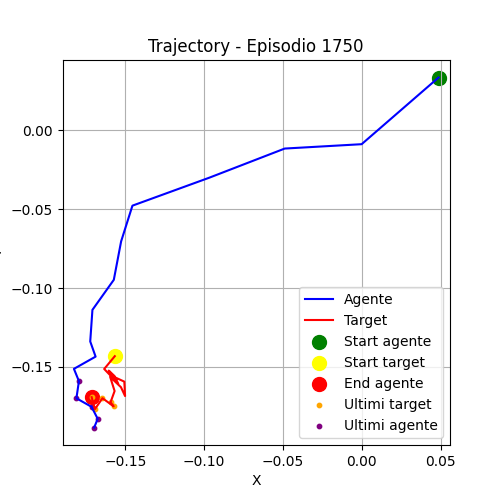 Trajectory - Episodio 1750
0.00
−0.05
−0.10
−0.15
−0.15
−0.10
−0.05
0.00
0.05
X
Agente
Target
Start agente
Start target
End agente
Ultimi target
Ultimi agente